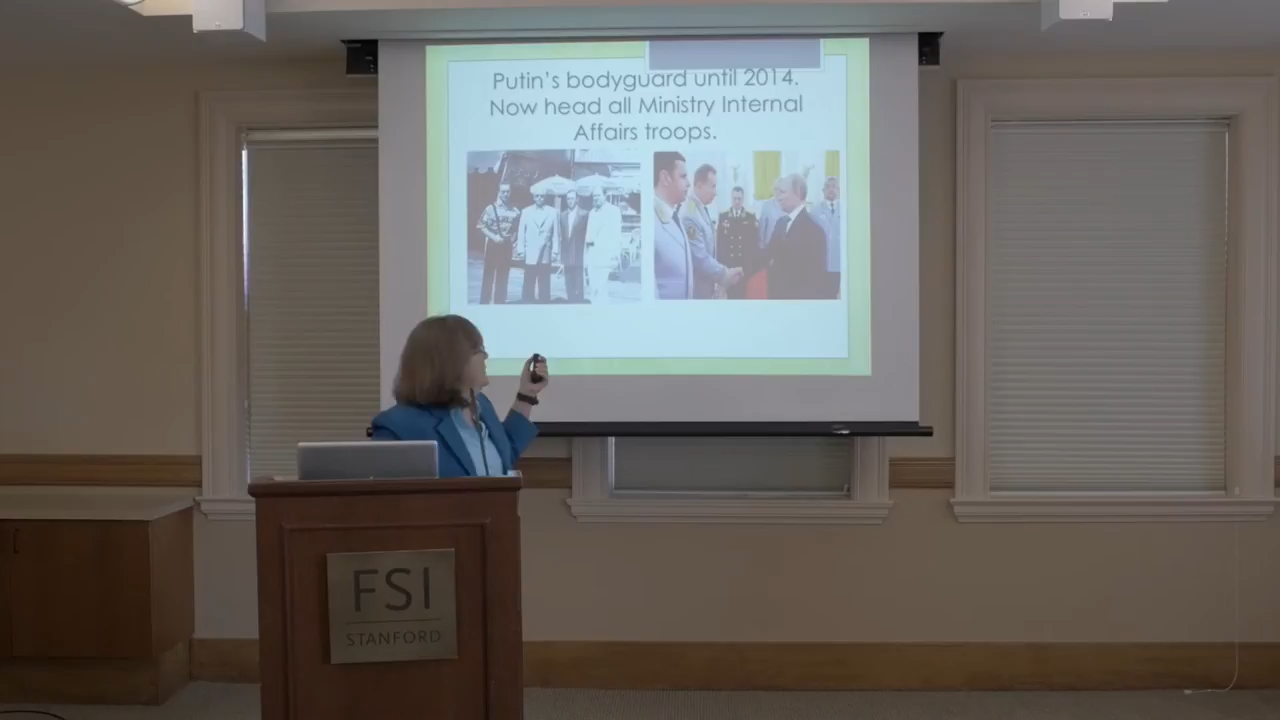 Putin's bodyguard until 2014.
Now head all Ministry Internal
Affairs troops.
FSI
STANFORD